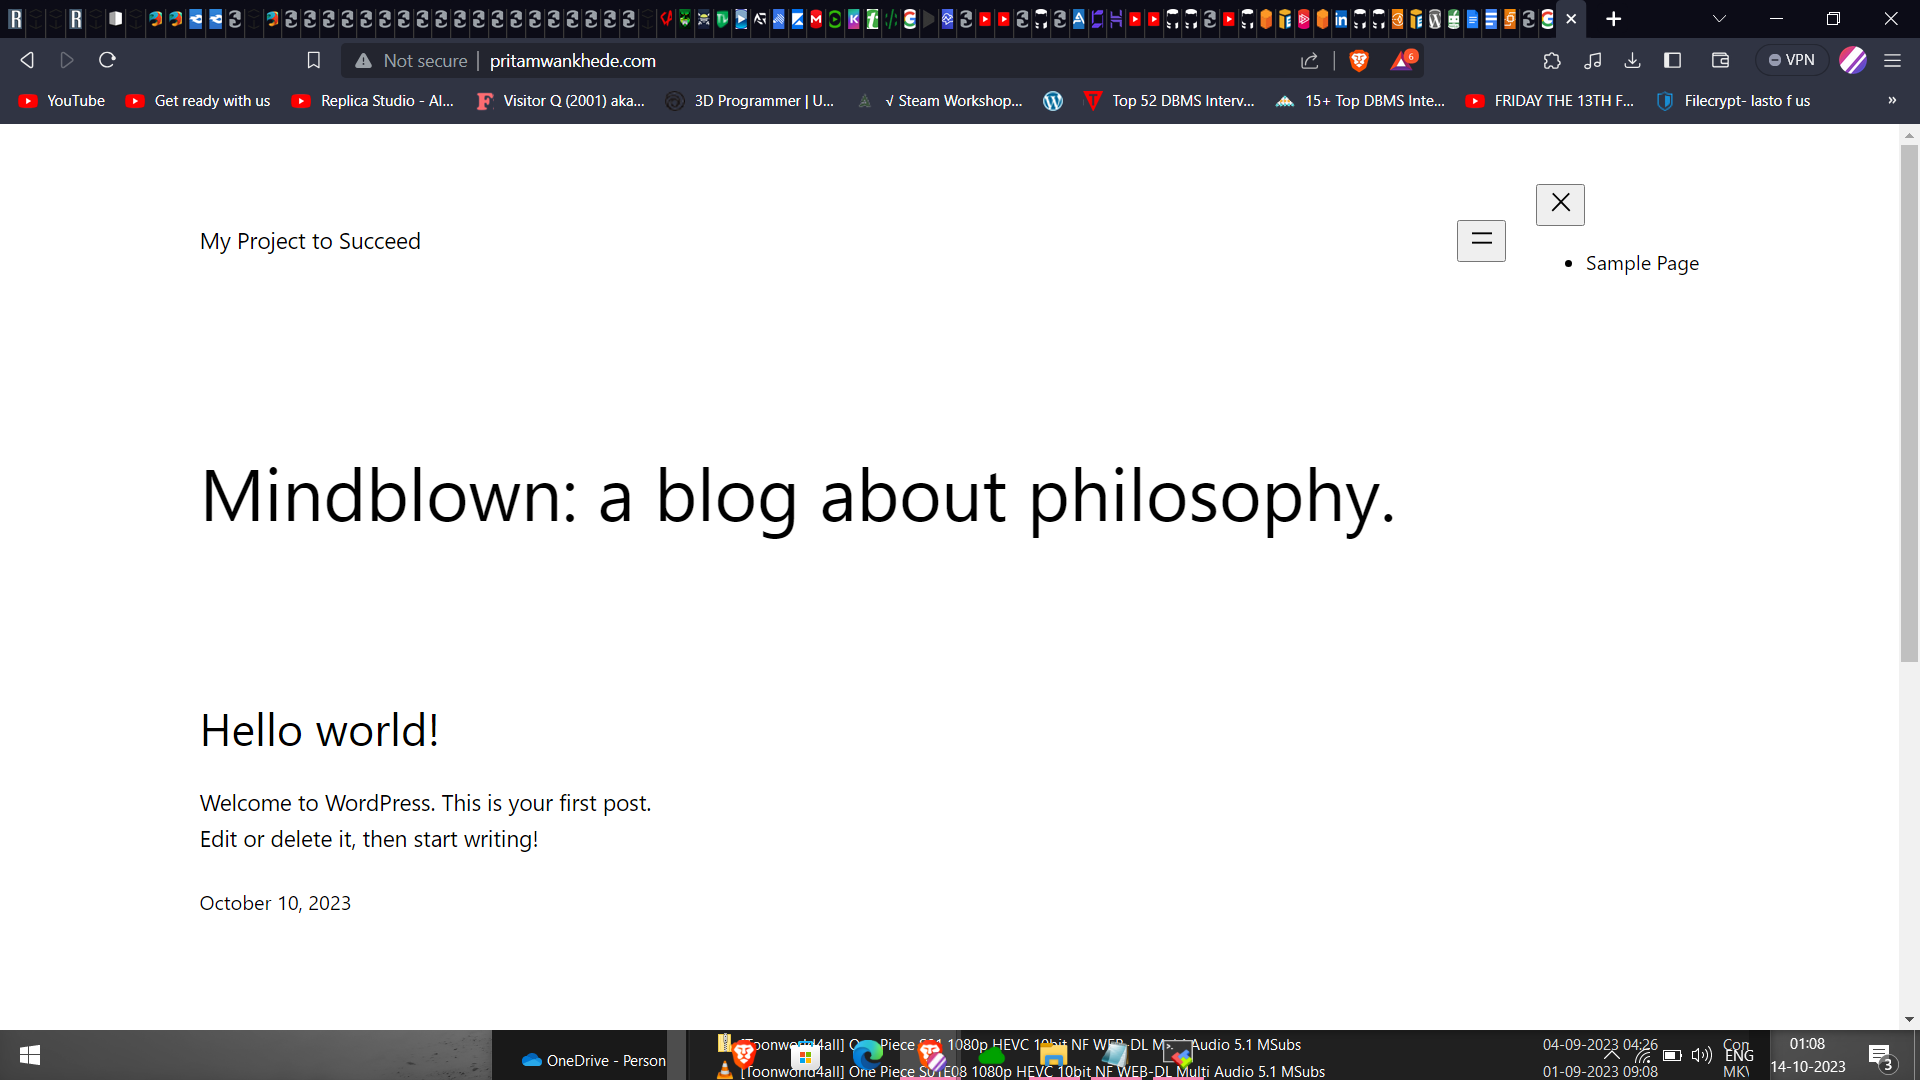 Not secure
pritamwankhede.com
6
VPN
YouTube
Get ready with us
Replica Studio - Al...
Visitor Q (2001) aka...
3D Programmer | U...
√ Steam Workshop...
Top 52 DBMS Interv...
15+ Top DBMS Inte...
FRIDAY THE 13TH F...
Filecrypt- lasto f us
»
My Project to Succeed
Sample Page
Mindblown: a blog about philosophy.
Hello world!
Welcome to WordPress. This is your first post.
Edit or delete it, then start writing!
October 10, 2023
OneDrive - Person
1080p HEVC 10bit NF WEB-DL Multi Audio 5.1 MSubs
04-09-2023 04:26
[Toonworld4all] One Piece S01E08 1080p HEVC 10bit NF WEB-DL Multi Audio 5.1 MSubs
01-09-2023 09:08
MK
ENG
01:08
14-10-2023
3